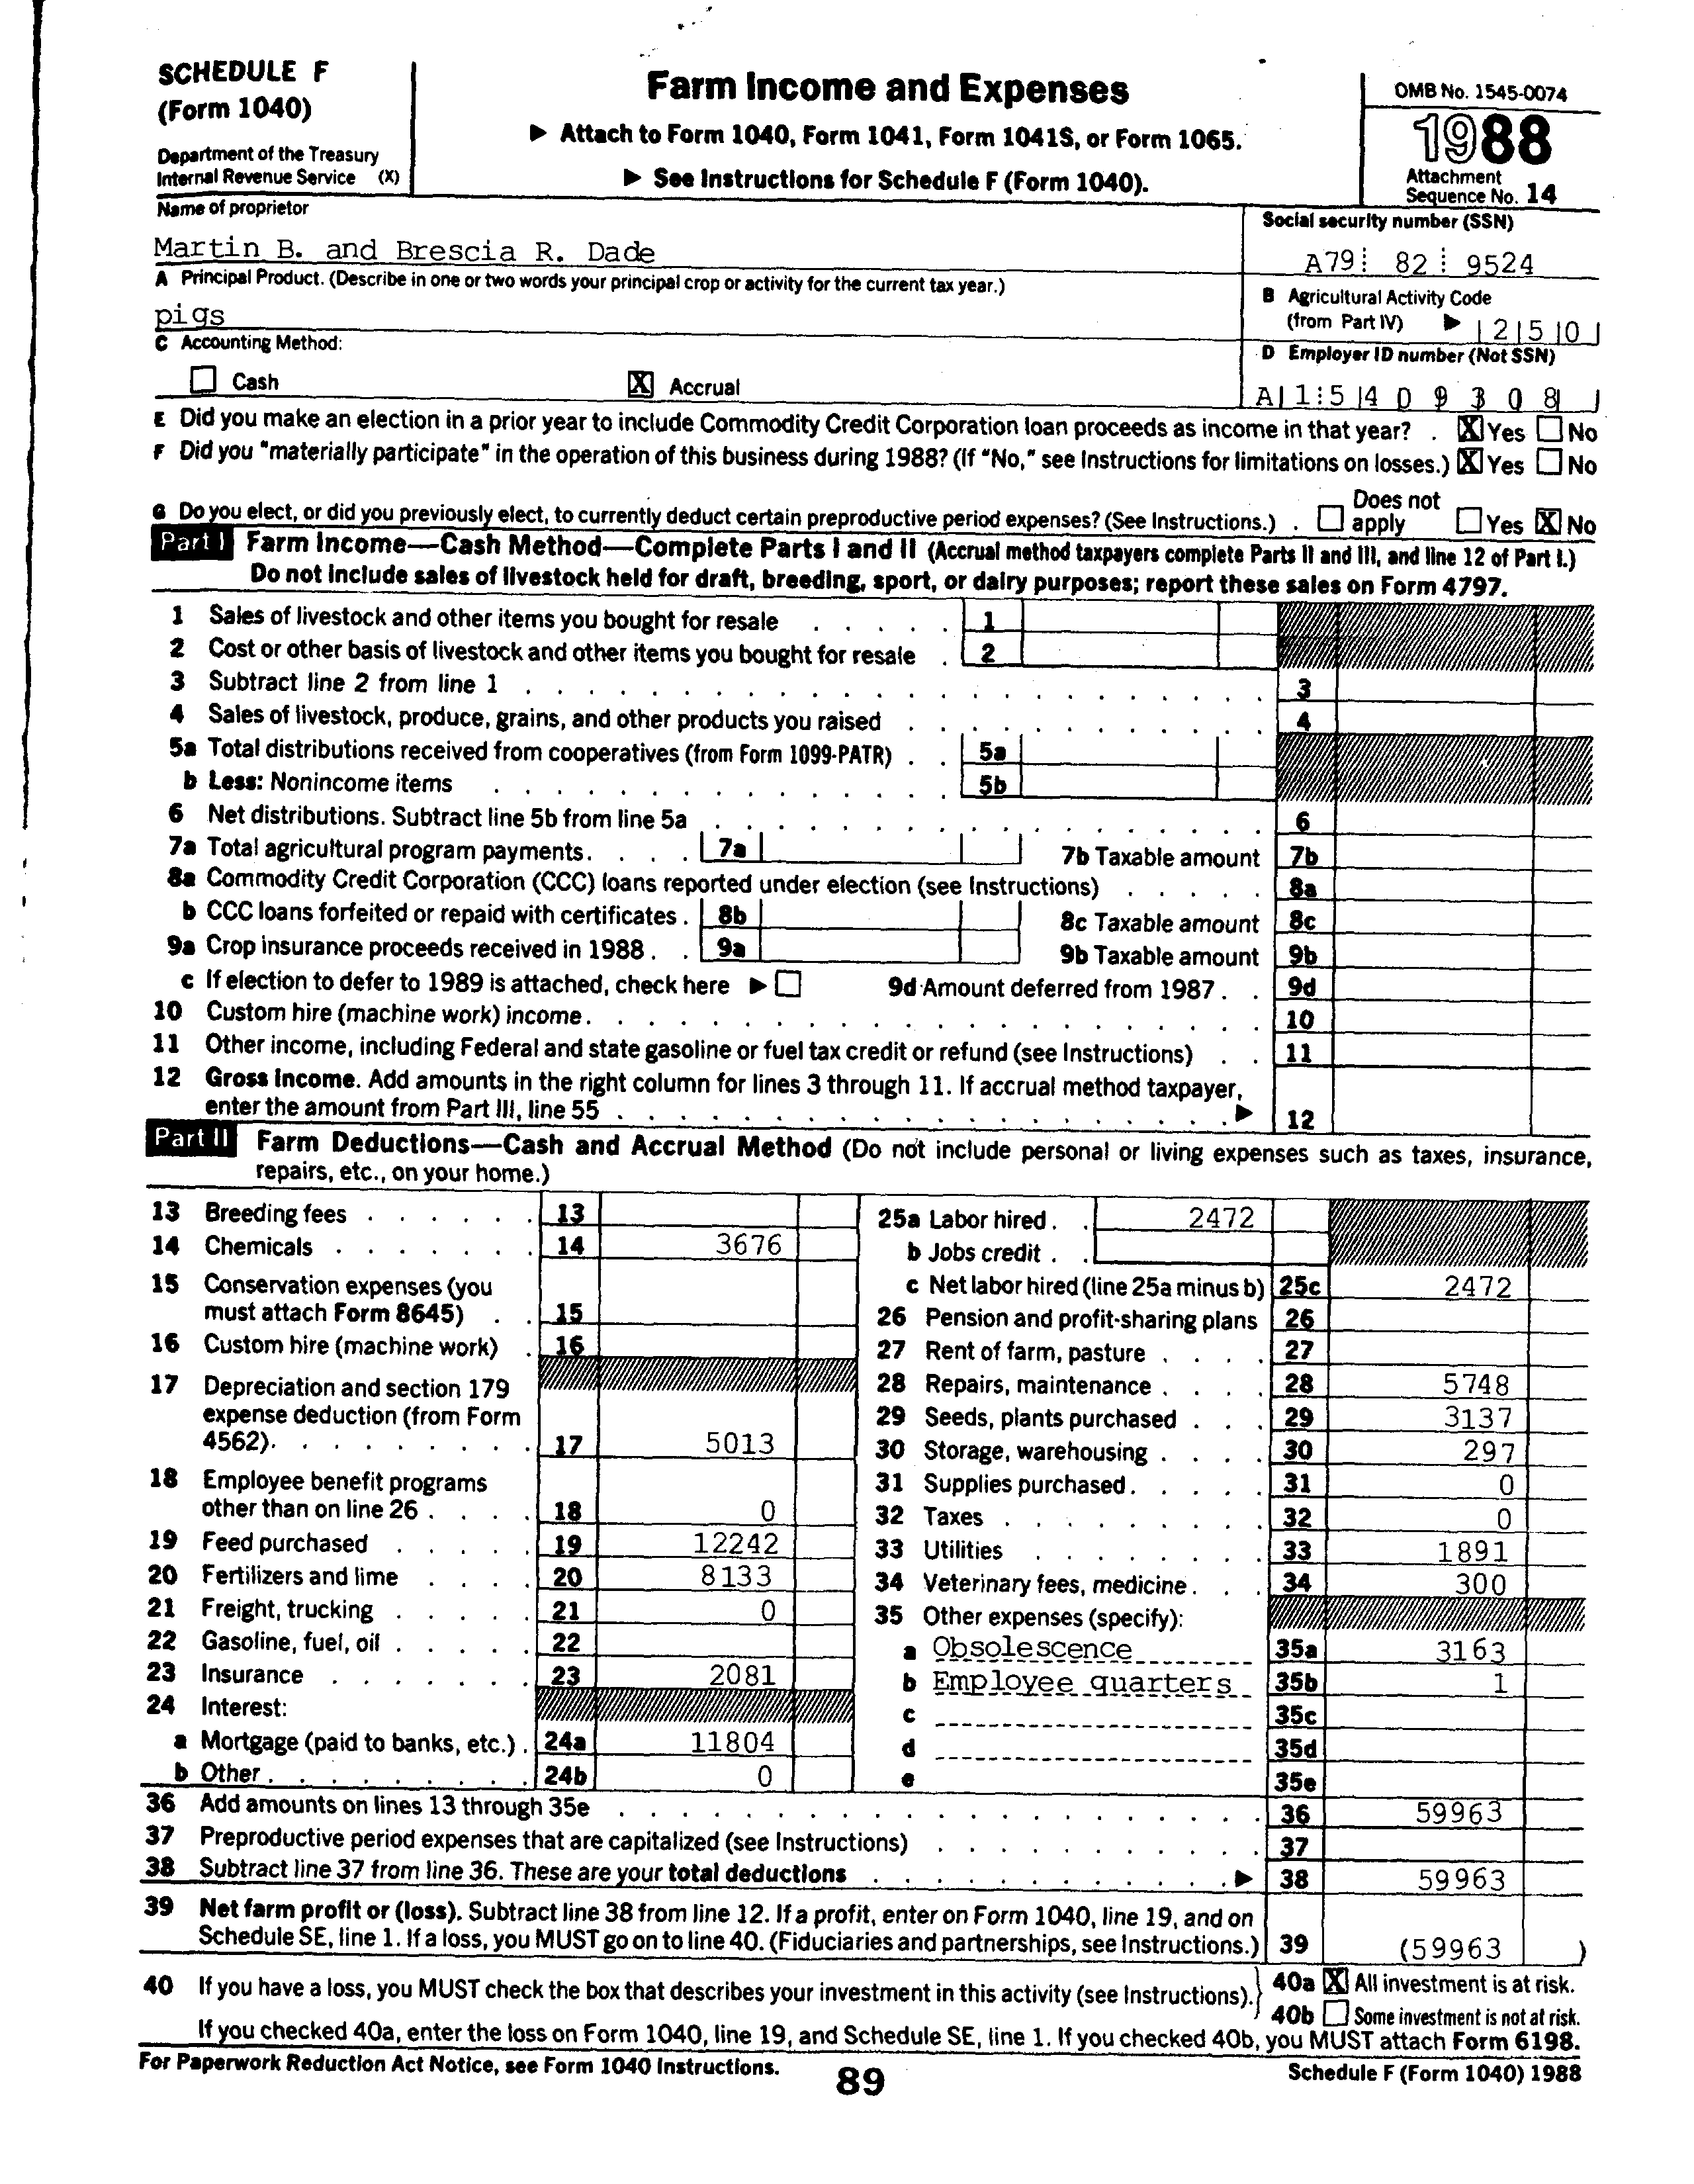 SCHEDULE F
(Form 1040)
Department of the Treasury
Internal Revenue Service (X)
Farm Income and Expenses
▶ Attach to Form 1040, Form 1041, Form 1041S, or Form 1065.
▶ See Instructions for Schedule F (Form 1040).
OMB No. 1545-0074
1988
Attachment
Sequence No. 14
Name of proprietor
Martin B. and Brescia R. Dade
Social security number (SSN)
A79 82 9524
A Principal Product. (Describe in one or two words your principal crop or activity for the current tax year.)
pigs
B Agricultural Activity Code
(from Part IV) ▶ 2 5 0
C Accounting Method:
Cash X Accrual
D Employer ID number (Not SSN)
A 1 5 4 0 9 3 0 8
E Did you make an election in a prior year to include Commodity Credit Corporation loan proceeds as income in that year? . X Yes No
F Did you "materially participate" in the operation of this business during 1988? (If "No," see Instructions for limitations on losses.) X Yes No
G Do you elect, or did you previously elect, to currently deduct certain preproductive period expenses? (See Instructions.) . Does not apply Yes X No
Part I Farm Income—Cash Method—Complete Parts I and II (Accrual method taxpayers complete Parts II and III, and line 12 of Part I.)
Do not include sales of livestock held for draft, breeding, sport, or dairy purposes; report these sales on Form 4797.
1 Sales of livestock and other items you bought for resale 1
2 Cost or other basis of livestock and other items you bought for resale 2
3 Subtract line 2 from line 1 3
4 Sales of livestock, produce, grains, and other products you raised 4
5a Total distributions received from cooperatives (from Form 1099-PATR) 5a
b Less: Nonincome items 5b
6 Net distributions. Subtract line 5b from line 5a 6
7a Total agricultural program payments. 7a 7b Taxable amount 7b
8a Commodity Credit Corporation (CCC) loans reported under election (see Instructions) 8a
b CCC loans forfeited or repaid with certificates . 8b 8c Taxable amount 8c
9a Crop insurance proceeds received in 1988 . 9a 9b Taxable amount 9b
c If election to defer to 1989 is attached, check here ▶ 9d Amount deferred from 1987 . 9d
10 Custom hire (machine work) income. 10
11 Other income, including Federal and state gasoline or fuel tax credit or refund (see Instructions) 11
12 Gross income. Add amounts in the right column for lines 3 through 11. If accrual method taxpayer,
enter the amount from Part III, line 55 ▶ 12
Part II Farm Deductions—Cash and Accrual Method (Do not include personal or living expenses such as taxes, insurance,
repairs, etc., on your home.)
13 Breeding fees 13
14 Chemicals 14 3676
15 Conservation expenses (you
must attach Form 8645) 15
16 Custom hire (machine work) . 16
17 Depreciation and section 179
expense deduction (from Form
4562). 17 5013
18 Employee benefit programs
other than on line 26 18 0
19 Feed purchased 19 12242
20 Fertilizers and lime 20 8133
21 Freight, trucking 21 0
22 Gasoline, fuel, oil 22
23 Insurance 23 2081
24 Interest:
a Mortgage (paid to banks, etc.) . 24a 11804
b Other 24b 0
25a Labor hired . 2472
b Jobs credit .
c Net labor hired (line 25a minus b) 25c 2472
26 Pension and profit-sharing plans 26
27 Rent of farm, pasture 27
28 Repairs, maintenance 28 5748
29 Seeds, plants purchased 29 3137
30 Storage, warehousing 30 297
31 Supplies purchased 31 0
32 Taxes 32 0
33 Utilities 33 1891
34 Veterinary fees, medicine 34 300
35 Other expenses (specify):
a Obsolescence 35a 3163
b Employee quarters 35b 1
c 35c
d 35d
e 35e
36 Add amounts on lines 13 through 35e 36 59963
37 Preproductive period expenses that are capitalized (see Instructions) 37
38 Subtract line 37 from line 36. These are your total deductions ▶ 38 59963
39 Net farm profit or (loss). Subtract line 38 from line 12. If a profit, enter on Form 1040, line 19, and on
Schedule SE, line 1. If a loss, you MUST go on to line 40. (Fiduciaries and partnerships, see Instructions.) 39 (59963 )
40 If you have a loss, you MUST check the box that describes your investment in this activity (see Instructions). 40a X All investment is at risk.
40b Some investment is not at risk.
If you checked 40a, enter the loss on Form 1040, line 19, and Schedule SE, line 1. If you checked 40b, you MUST attach Form 6198.
For Paperwork Reduction Act Notice, see Form 1040 Instructions.
89
Schedule F (Form 1040) 1988